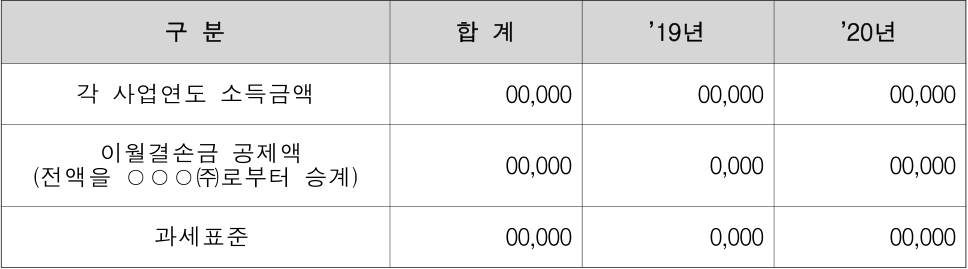 구 분 합 계 ’19년 ’20년
각 사업연도 소득금액 00,000 00,000 00,000
이월결손금 공제액
(전액을 ○○○㈜로부터 승계) 00,000 0,000 00,000
과세표준 00,000 0,000 00,000